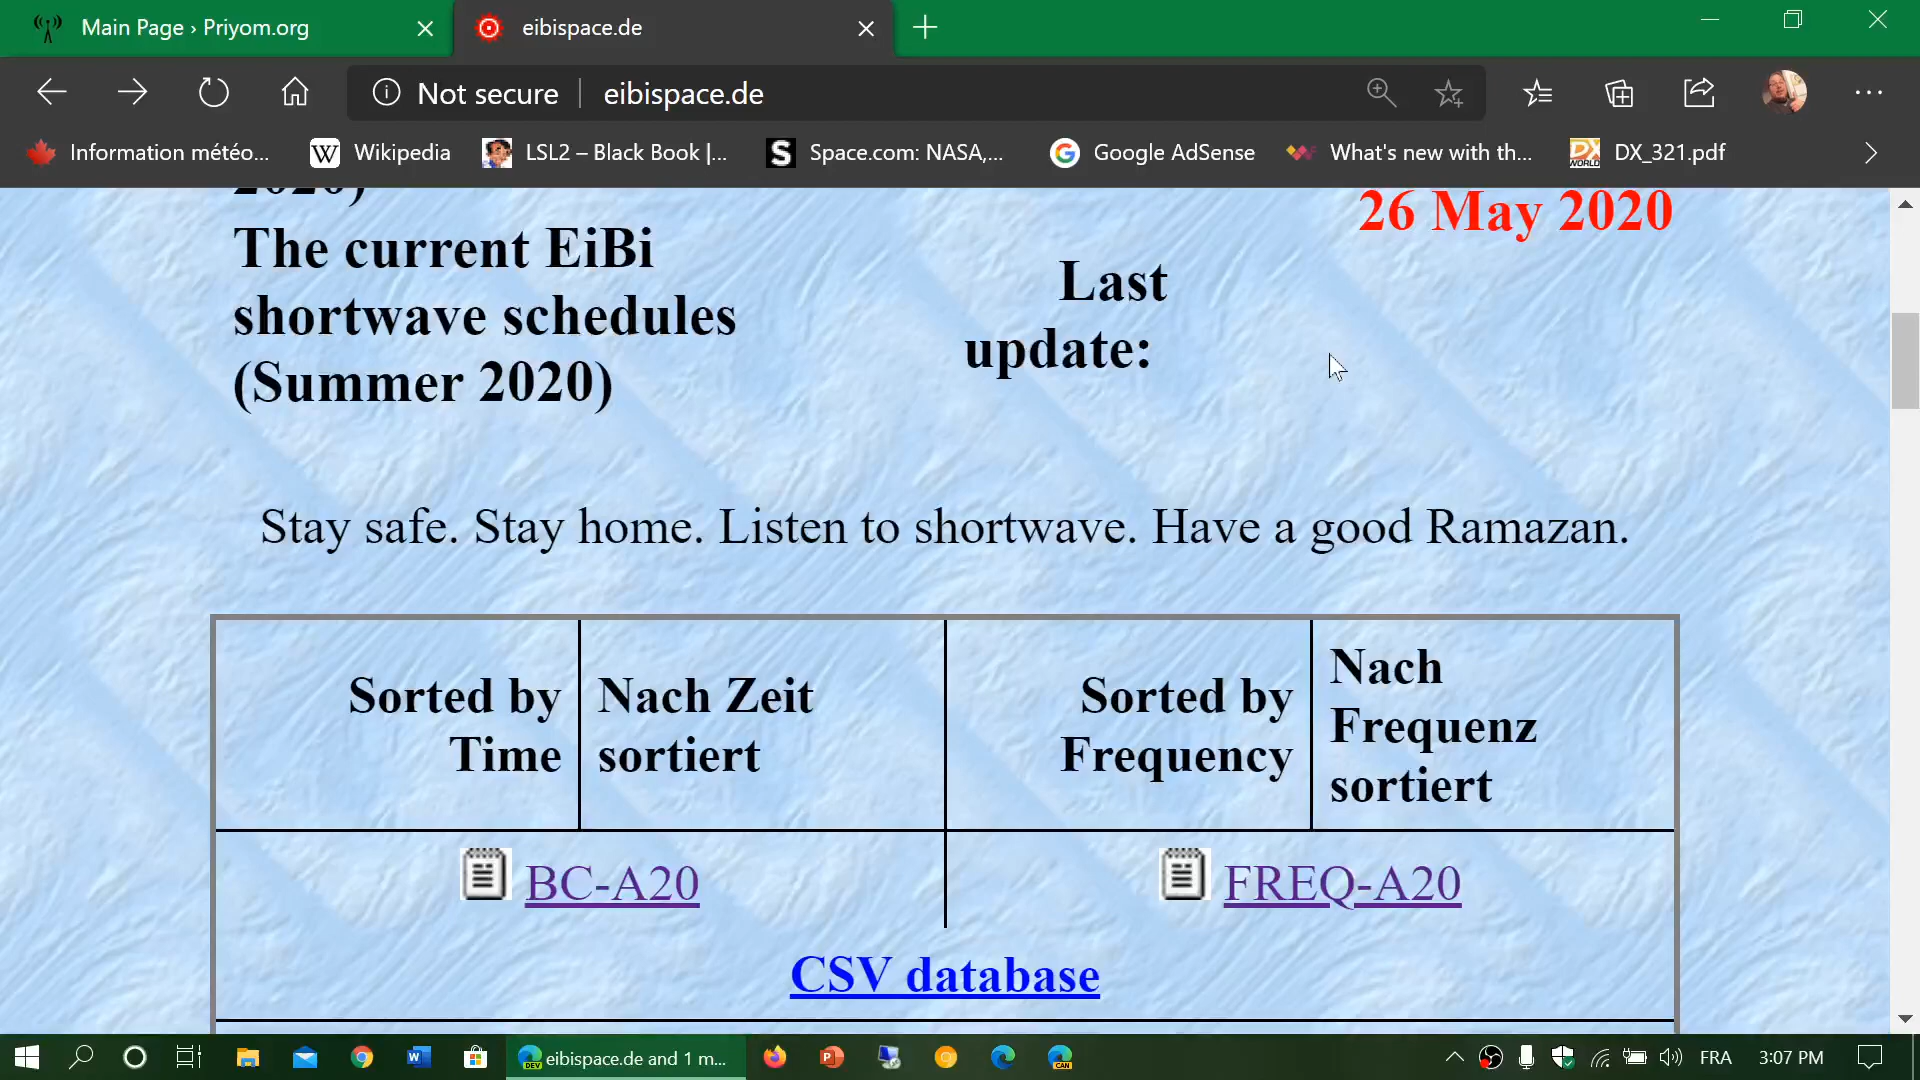 Main Page › Priyom.org
eibispace.de
Not secure
eibispace.de
Information météo...
Wikipedia
LSL2 – Black Book |...
Space.com: NASA,...
Google AdSense
What's new with th...
DX_321.pdf
2020)
The current EiBi
shortwave schedules
(Summer 2020)
Last
update:
26 May 2020
Stay safe. Stay home. Listen to shortwave. Have a good Ramazan.
Sorted by
Time
Nach Zeit
sortiert
Sorted by
Frequency
Nach
Frequenz
sortiert
BC-A20
FREQ-A20
CSV database
eibispace.de and 1 m...
FRA
3:07 PM